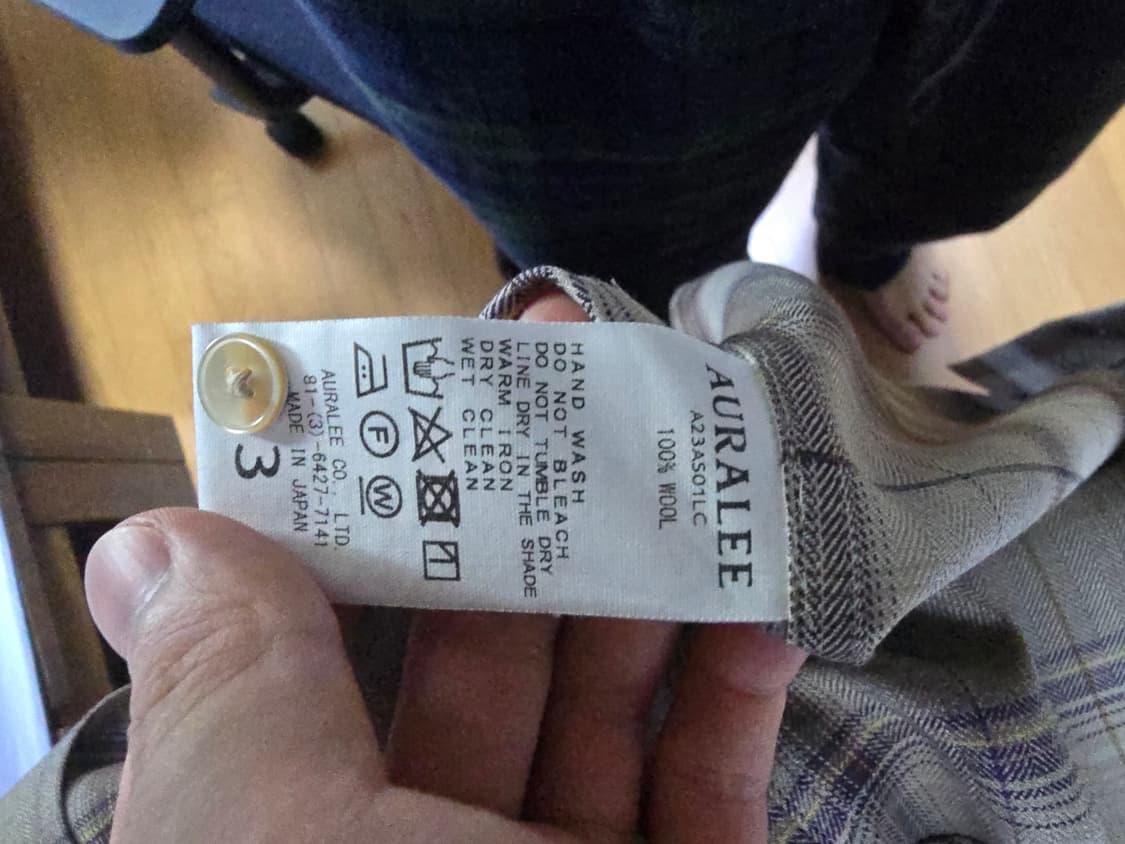 AURALEE
A23AS01LC
100% WOOL
HAND WASH
DO NOT BLEACH
DO NOT TUMBLE DRY
LINE DRY IN THE SHADE
WARM IRON
DRY CLEAN
WET CLEAN
F W
AURALEE CO., LTD.
81-(3)-6427-7141
MADE IN JAPAN
3